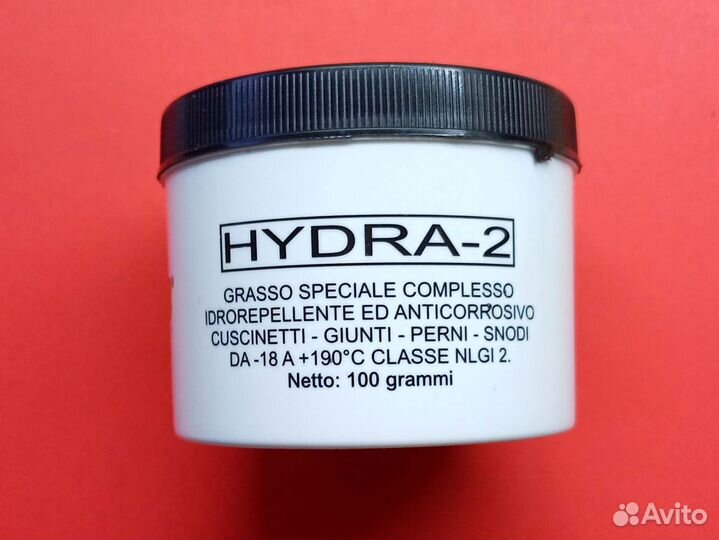 HYDRA-2
GRASSO SPECIALE COMPLESSO
IDROREPELLENTE ED ANTICORROSIVO
CUSCINETTI - GIUNTI - PERNI - SNODI
DA -18 A +190°C CLASSE NLGI 2.
Netto: 100 grammi
Avito